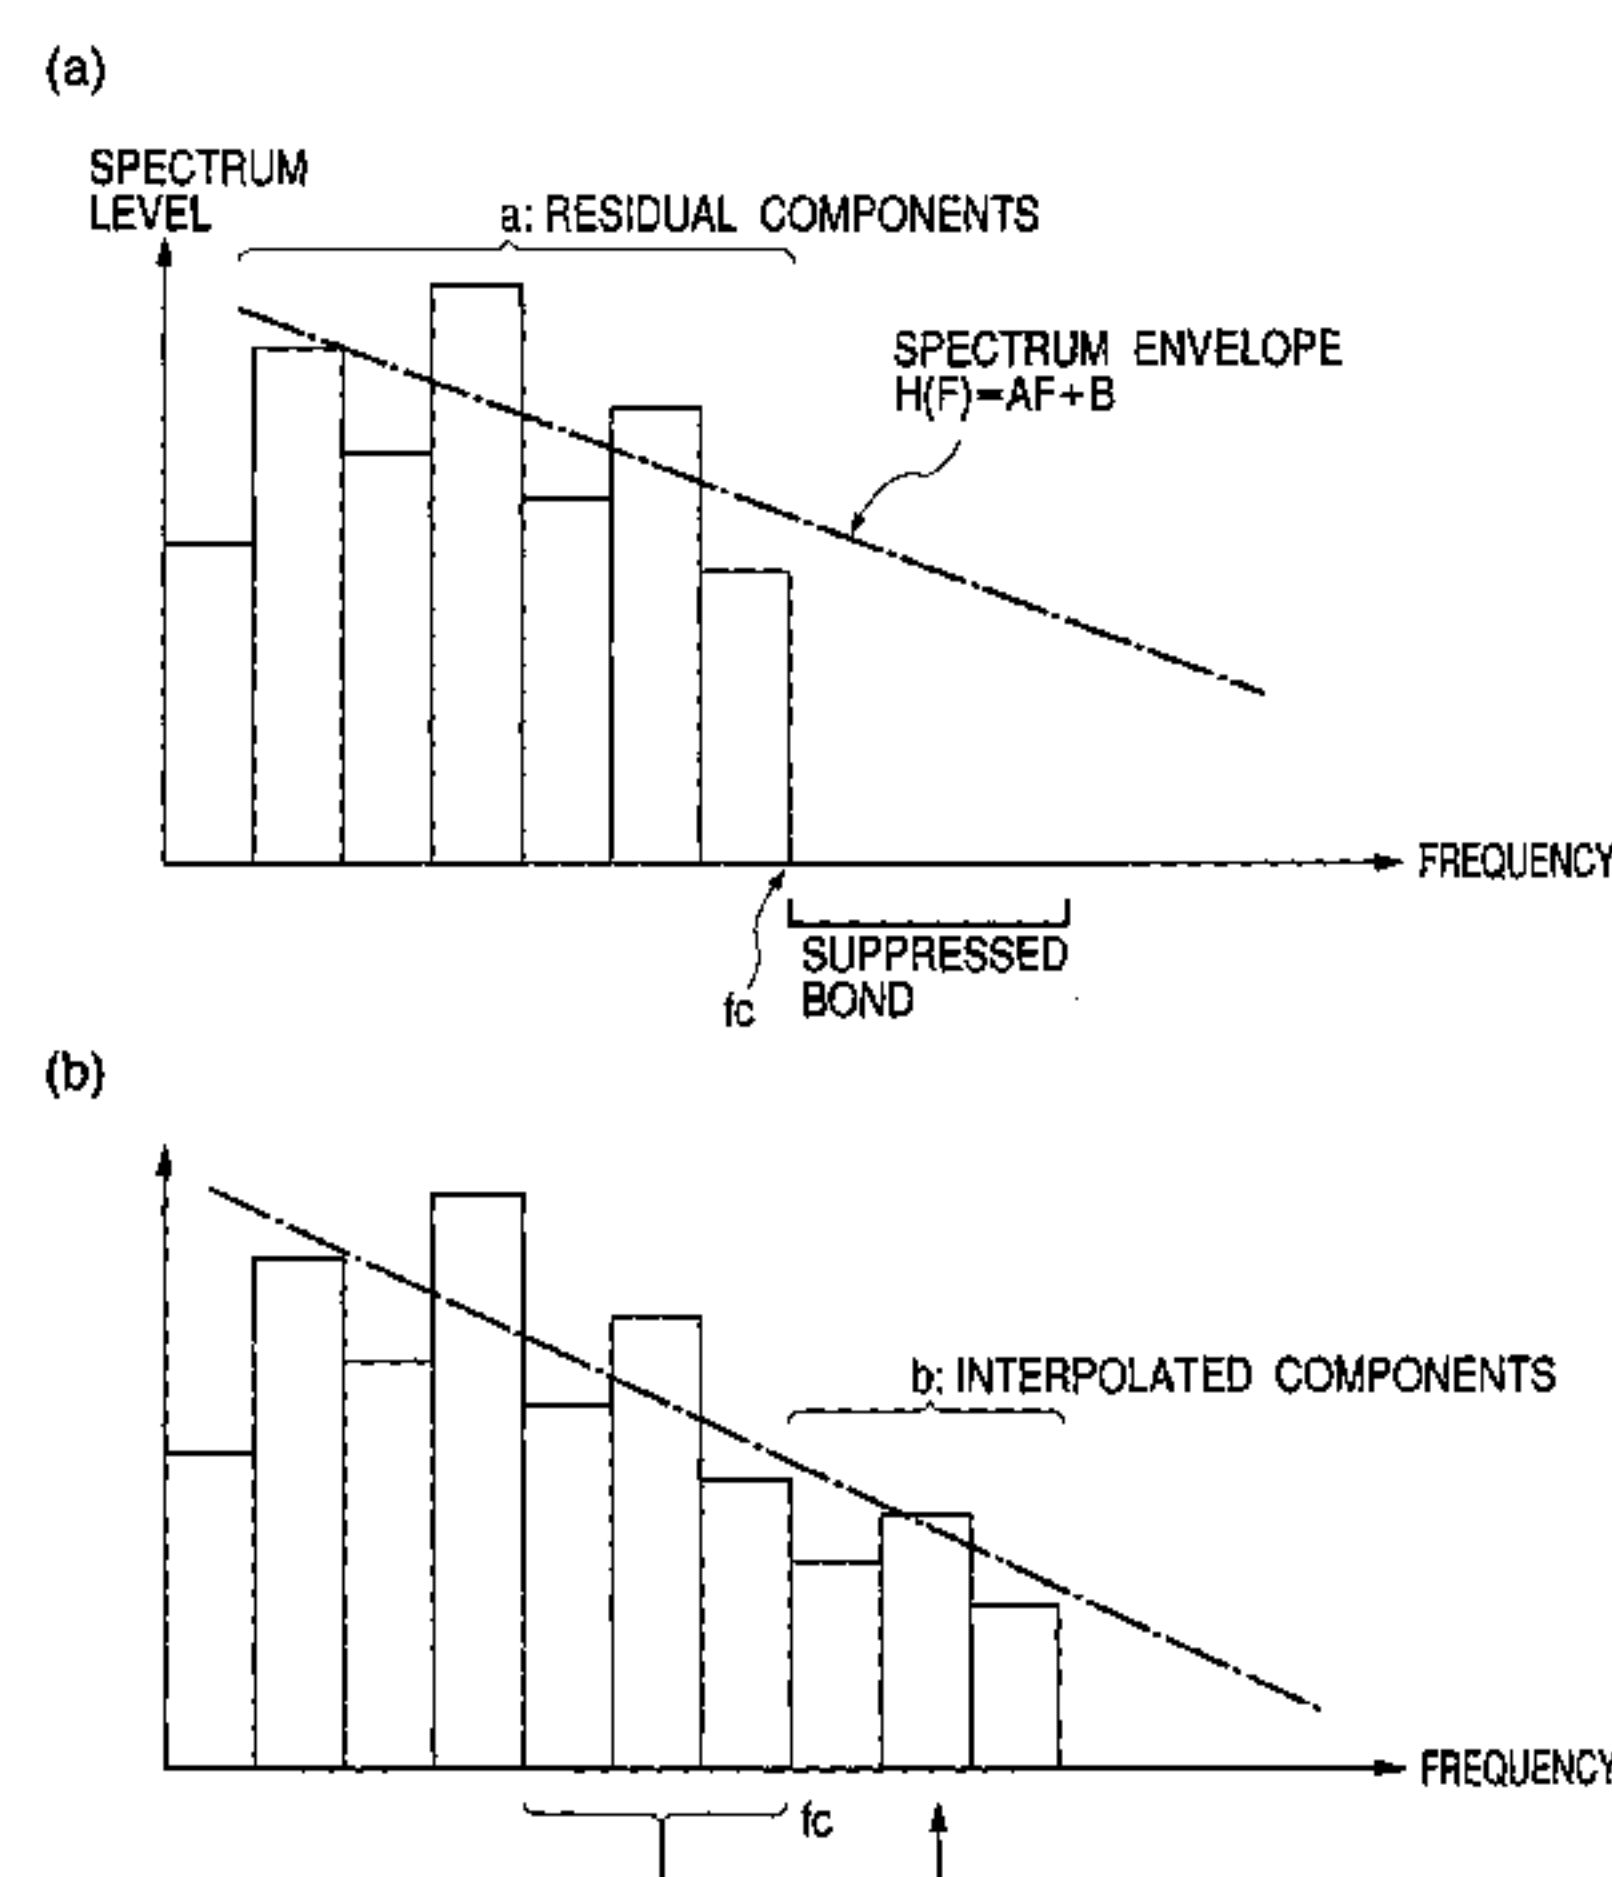 (a)
SPECTRUM
LEVEL
a: RESIDUAL COMPONENTS
SPECTRUM ENVELOPE
H(F)=AF+B
FREQUENCY
SUPPRESSED
BOND
fc
(b)
b: INTERPOLATED COMPONENTS
FREQUENCY
fc